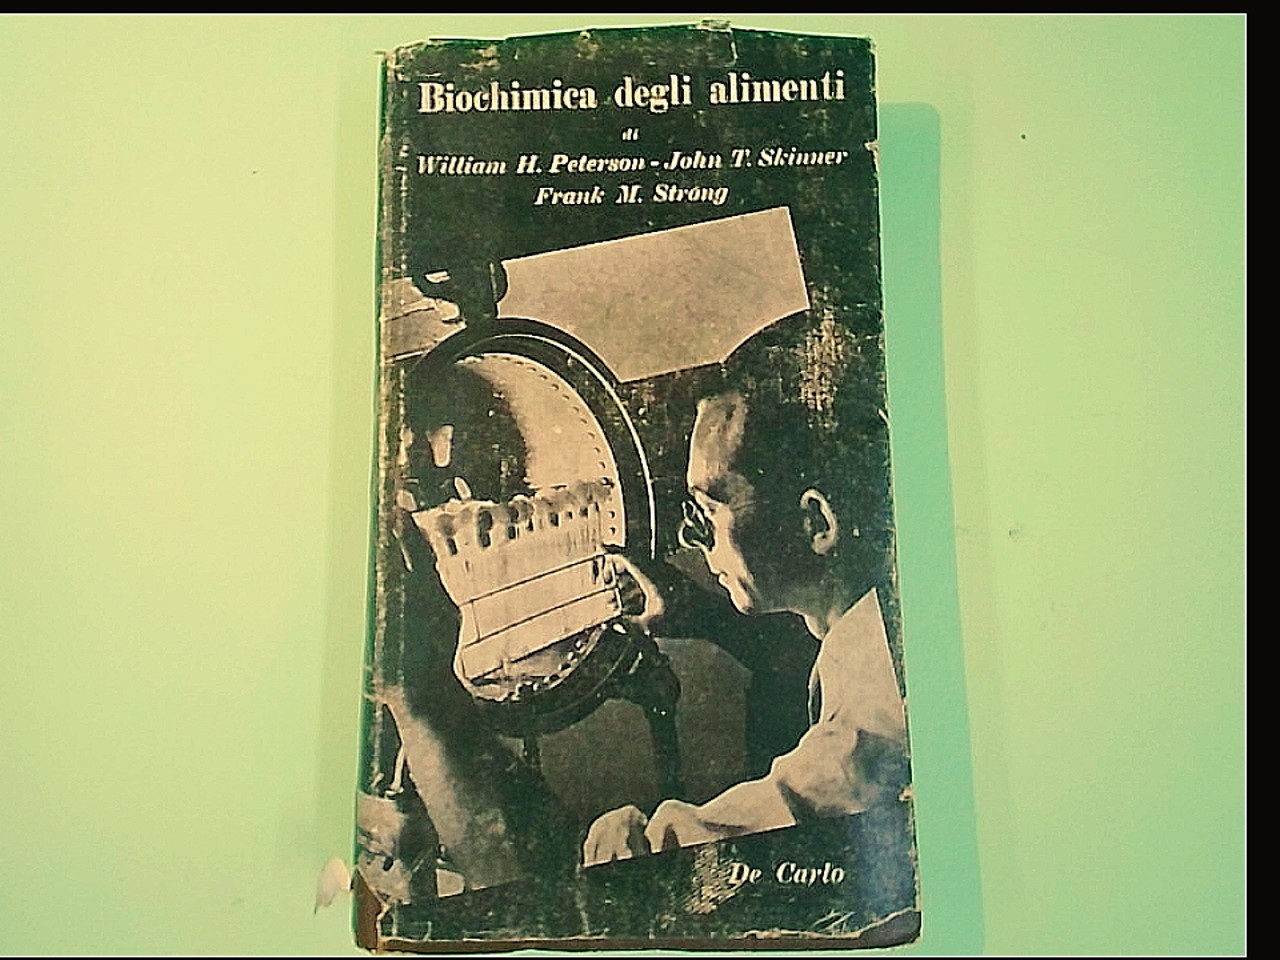 Biochimica degli alimenti
di
William H. Peterson - John T. Skinner
Frank M. Strong
De Carlo